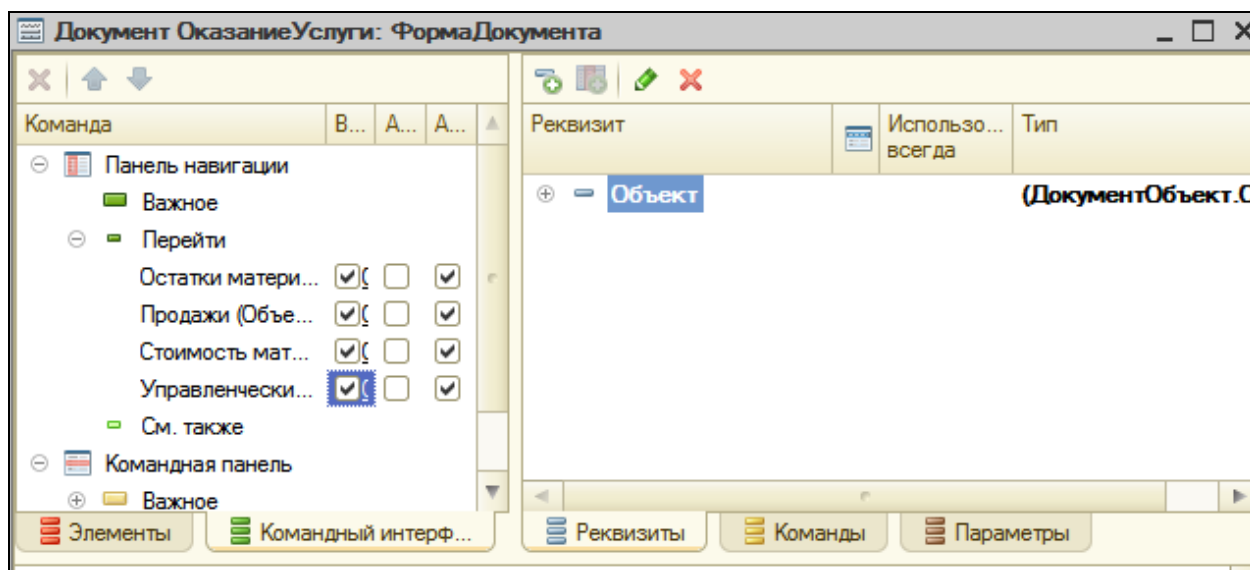 Документ ОказаниеУслуги: ФормаДокумента
Команда В... А... А...
Панель навигации
Важное
Перейти
Остатки матери...
Продажи (Объе...
Стоимость мат...
Управленчески...
См. также
Командная панель
Важное
Элементы Командный интерф...
Реквизит Использо... всегда Тип
Объект (ДокументОбъект.О
Реквизиты Команды Параметры